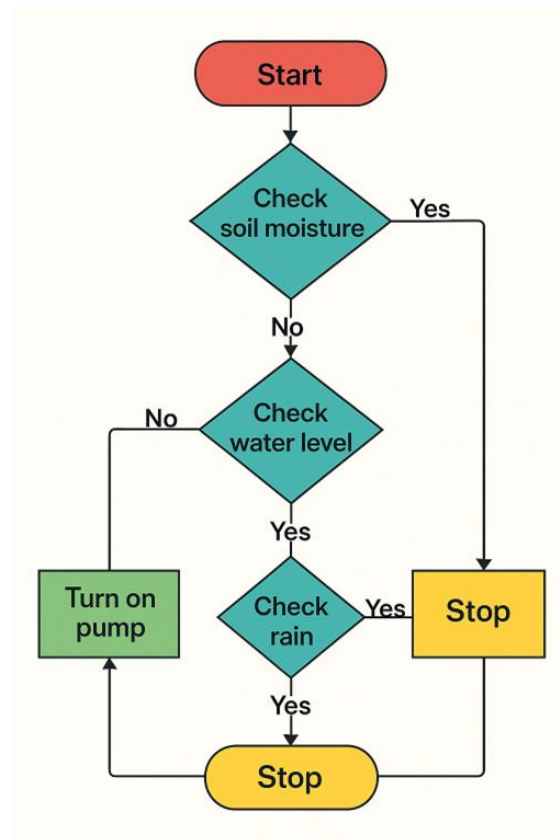 Start
Check
soil moisture
Yes
No
Check
water level
No
Yes
Turn on
pump
Check
rain
Yes
Stop
Yes
Stop